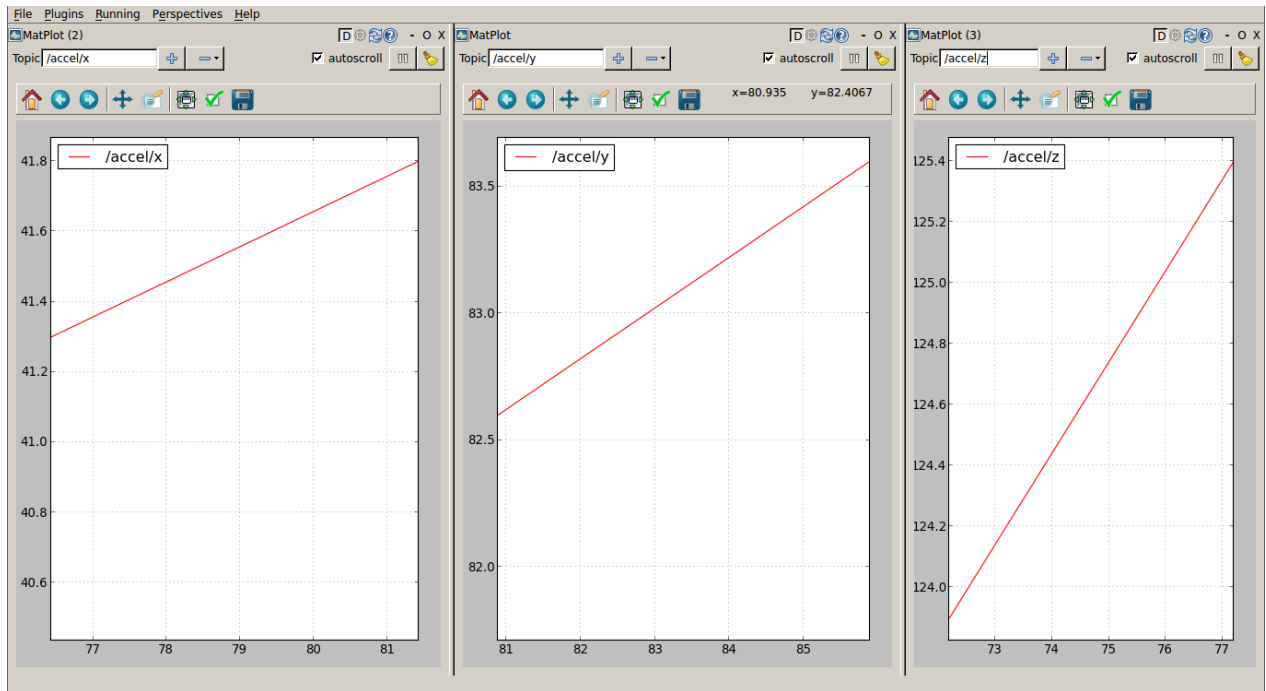 File Plugins Running Perspectives Help
MatPlot (2) D - O X
Topic /accel/x autoscroll
/accel/x
41.8
41.6
41.4
41.2
41.0
40.8
40.6
77 78 79 80 81
MatPlot D - O X
Topic /accel/y autoscroll
x=80.935 y=82.4067
/accel/y
83.5
83.0
82.5
82.0
81 82 83 84 85
MatPlot (3) D - O X
Topic /accel/z autoscroll
/accel/z
125.4
125.2
125.0
124.8
124.6
124.4
124.2
124.0
73 74 75 76 77